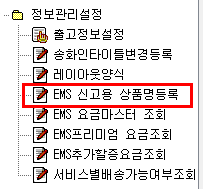 정보관리설정
출고정보설정
송화인타이틀변경등록
레이아웃양식
EMS 신고용 상품명등록
EMS 요금마스터 조회
EMS프리미엄 요금조회
EMS추가할증요금조회
서비스별배송가능여부조회